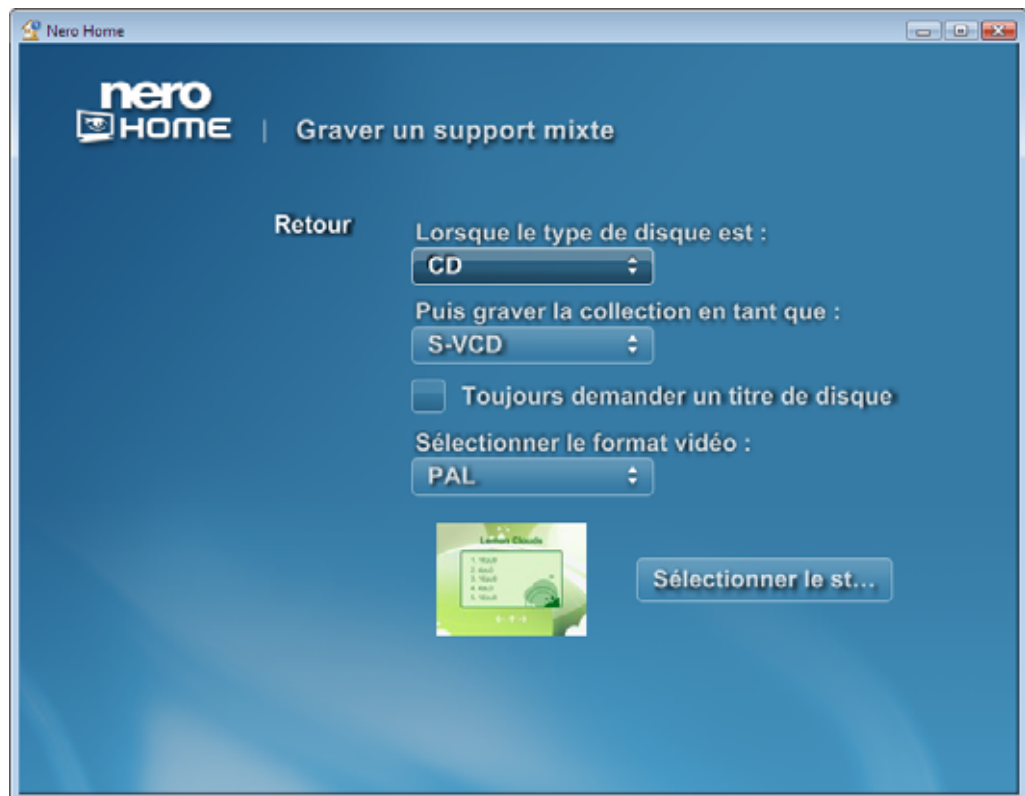 Nero Home
nero
HOME | Graver un support mixte
Retour
Lorsque le type de disque est :
CD
Puis graver la collection en tant que :
S-VCD
Toujours demander un titre de disque
Sélectionner le format vidéo :
PAL
Lemon Clouds
Sélectionner le st...